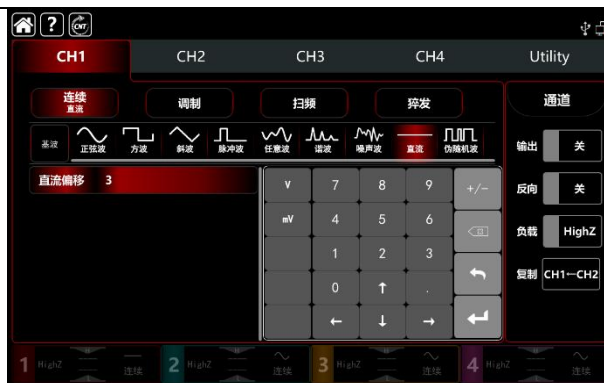 ? CNT
CH1 CH2 CH3 CH4 Utility
连续 调制 扫频 猝发 通道
直流
基波 正弦波 方波 斜波 脉冲波 任意波 谐波 噪声波 直流 伪随机波
输出 关
直流偏移 3
V 7 8 9 +/-
反向 关
mV 4 5 6
负载 HighZ
1 2 3
复制 CH1←CH2
0 ↑ .
← ↓ →
1 HighZ 连续 2 HighZ 连续 3 HighZ 连续 4 HighZ 连续